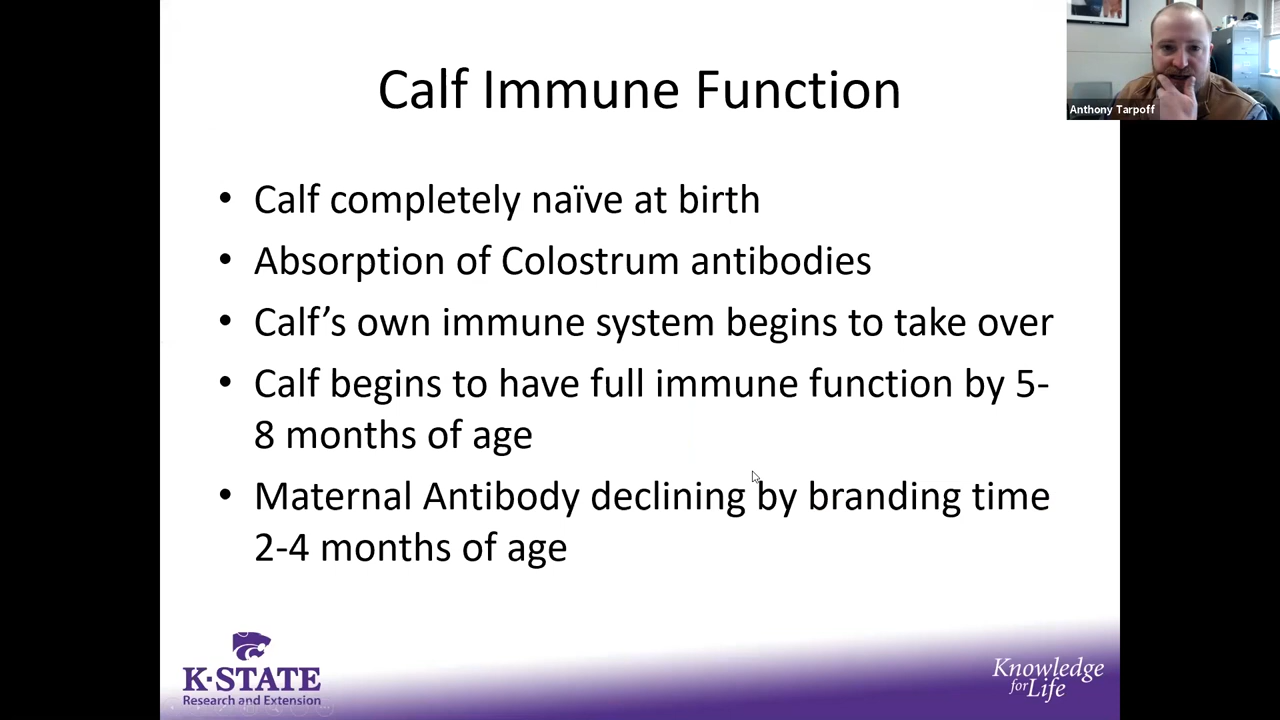 Calf Immune Function
Anthony Tarpoff
• Calf completely naïve at birth
• Absorption of Colostrum antibodies
• Calf’s own immune system begins to take over
• Calf begins to have full immune function by 5-
8 months of age
• Maternal Antibody declining by branding time
2-4 months of age
K-STATE
Research and Extension
Knowledge
for Life